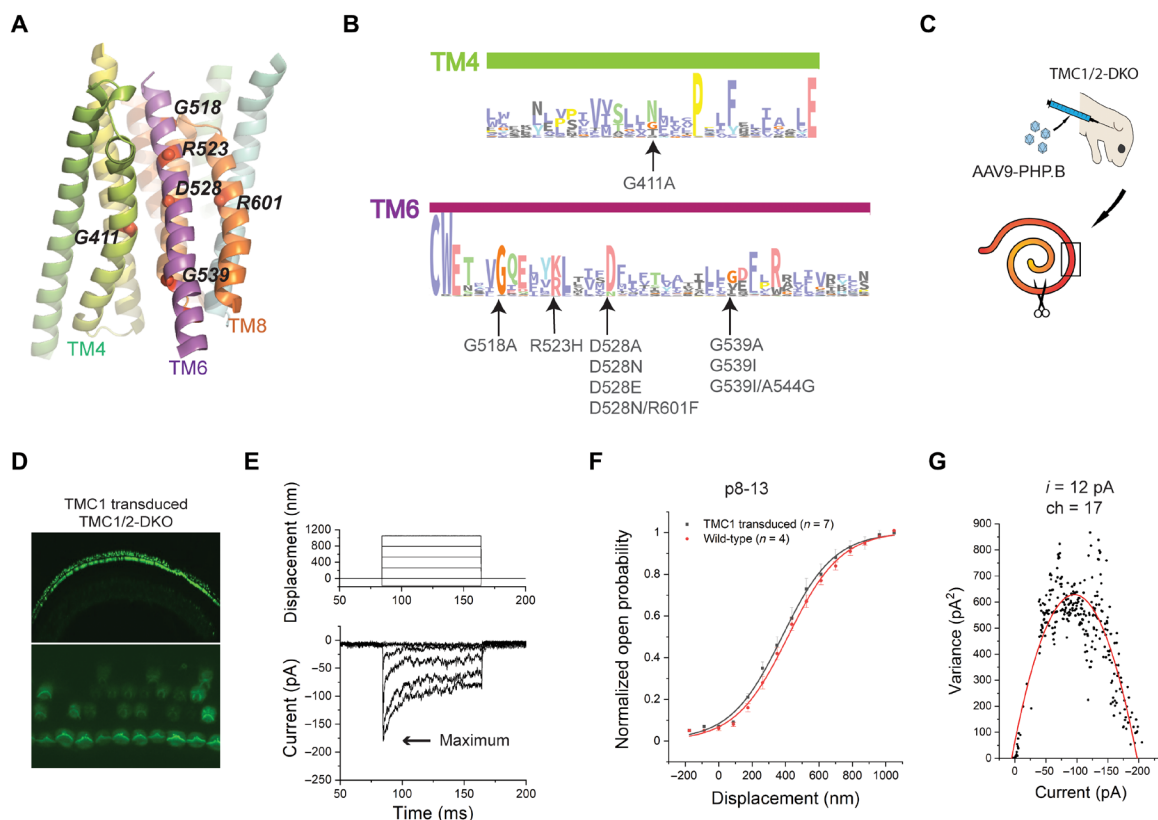 A
G518
R523
D528
R601
G411
G539
TM8
TM4
TM6
B
TM4
G411A
TM6
G518A
R523H
D528A
D528N
D528E
D528N/R601F
G539A
G539I
G539I/A544G
C
TMC1/2-DKO
AAV9-PHP.B
D
TMC1 transduced
TMC1/2-DKO
E
Displacement (nm)
1200
800
400
0
50
100
150
200
Current (pA)
0
−50
−100
−150
−200
−250
Maximum
50
100
150
200
Time (ms)
F
p8-13
TMC1 transduced (n = 7)
Wild-type (n = 4)
Normalized open probability
1
0.8
0.6
0.4
0.2
0
−200
0
200
400
600
800
1000
Displacement (nm)
G
i = 12 pA
ch = 17
Variance (pA²)
1000
900
800
700
600
500
400
300
200
100
0
0
−50
−100
−150
−200
Current (pA)